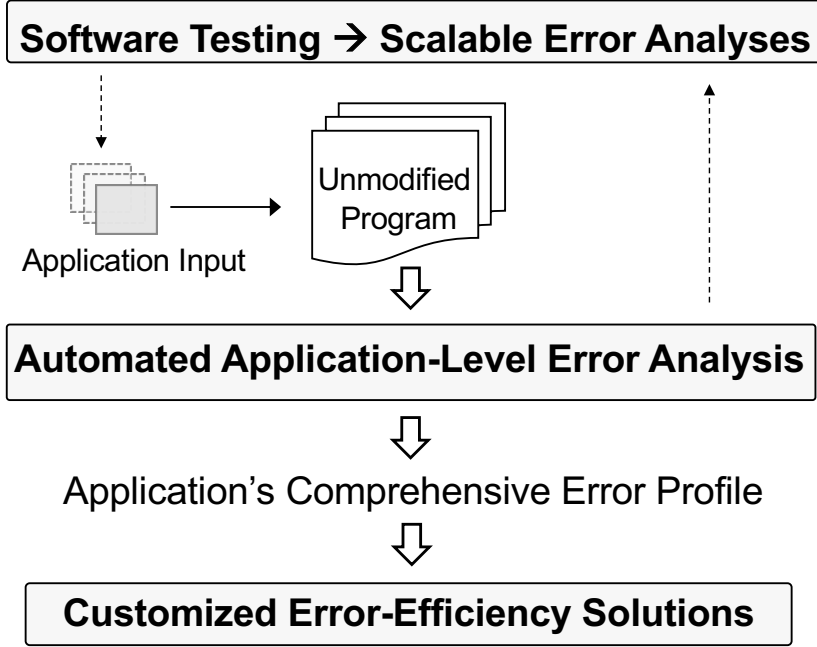 Software Testing → Scalable Error Analyses
Unmodified
Program
Application Input
Automated Application-Level Error Analysis
Application’s Comprehensive Error Profile
Customized Error-Efficiency Solutions